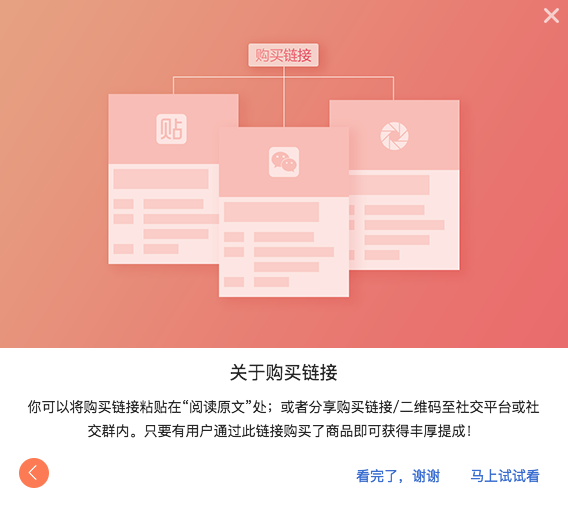 购买链接
贴
关于购买链接
你可以将购买链接粘贴在“阅读原文”处；或者分享购买链接/二维码至社交平台或社
交群内。只要有用户通过此链接购买了商品即可获得丰厚提成！
看完了，谢谢
马上试试看